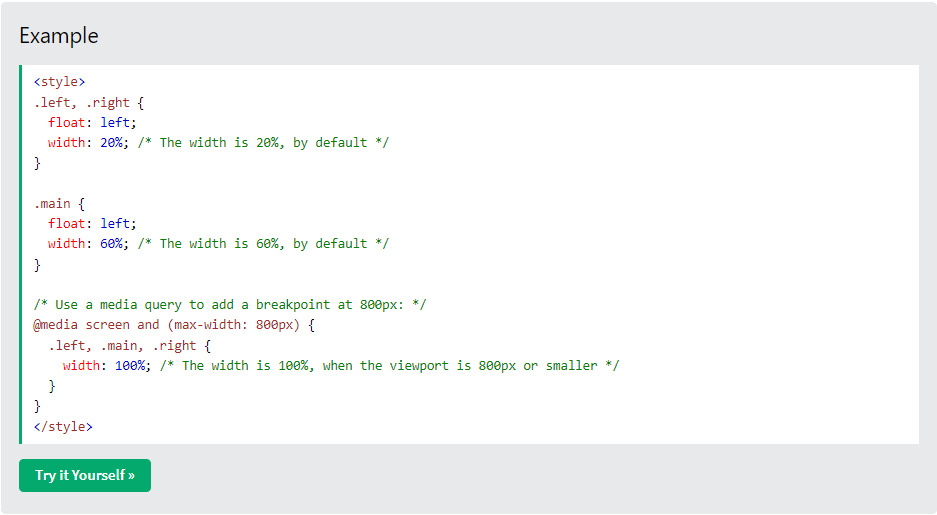 Example
<style>
.left, .right {
  float: left;
  width: 20%; /* The width is 20%, by default */
}

.main {
  float: left;
  width: 60%; /* The width is 60%, by default */
}

/* Use a media query to add a breakpoint at 800px: */
@media screen and (max-width: 800px) {
  .left, .main, .right {
    width: 100%; /* The width is 100%, when the viewport is 800px or smaller */
  }
}
</style>
Try it Yourself »